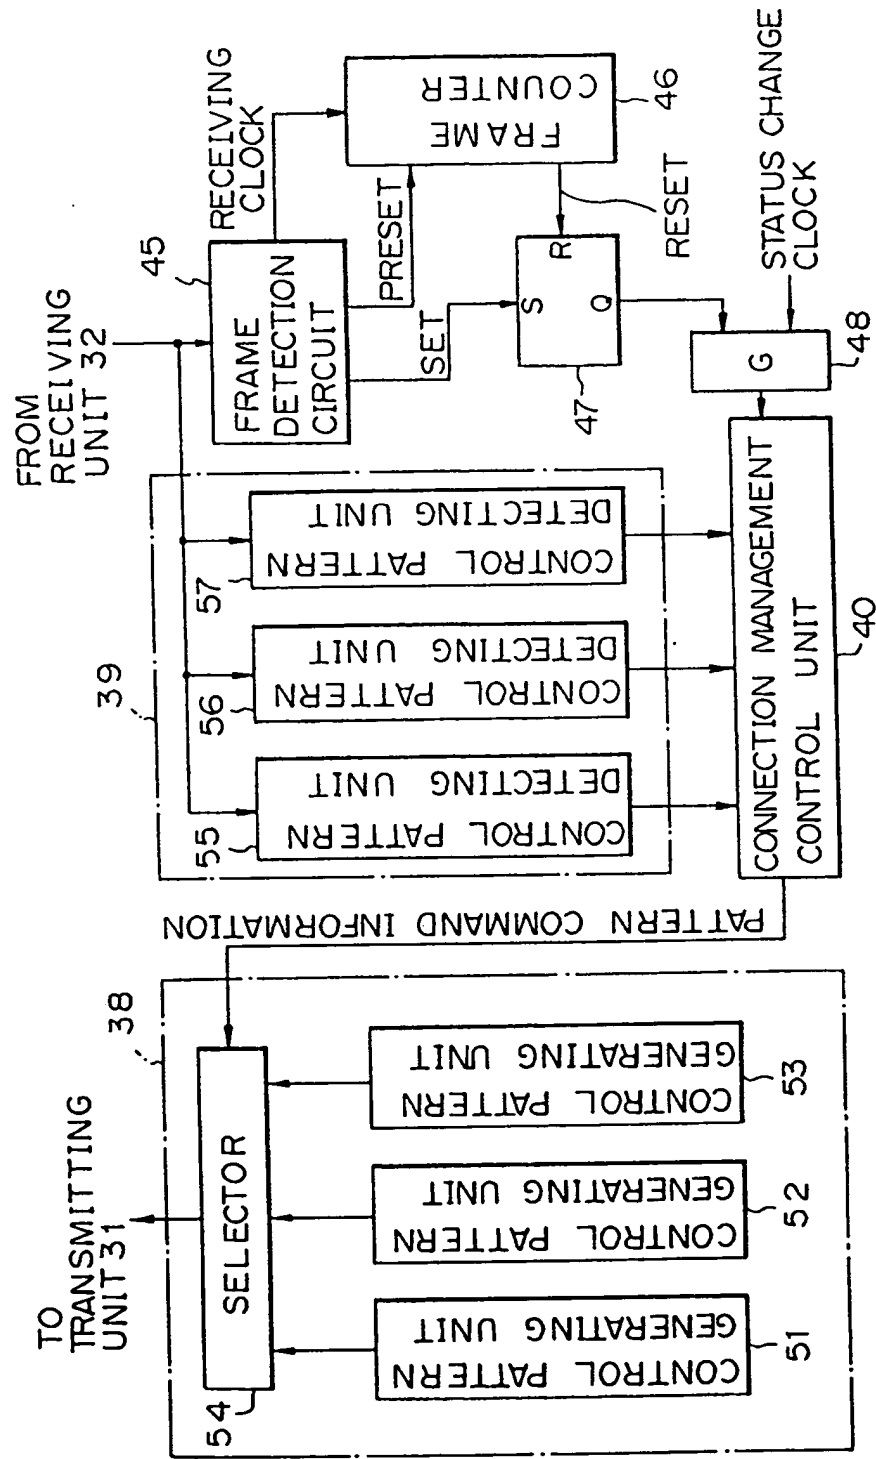 TO
TRANSMITTING
UNIT 31
38
54
SELECTOR
CONTROL PATTERN
GENERATING UNIT
51
CONTROL PATTERN
GENERATING UNIT
52
CONTROL PATTERN
GENERATING UNIT
53
PATTERN COMMAND INFORMATION
39
55
CONTROL PATTERN
DETECTING UNIT
56
CONTROL PATTERN
DETECTING UNIT
57
CONTROL PATTERN
DETECTING UNIT
CONNECTION MANAGEMENT
CONTROL UNIT
40
FROM
RECEIVING
UNIT 32
45
FRAME
DETECTION
CIRCUIT
RECEIVING
CLOCK
PRESET
SET
FRAME
COUNTER
46
RESET
S
R
Q
47
G
48
STATUS CHANGE
CLOCK